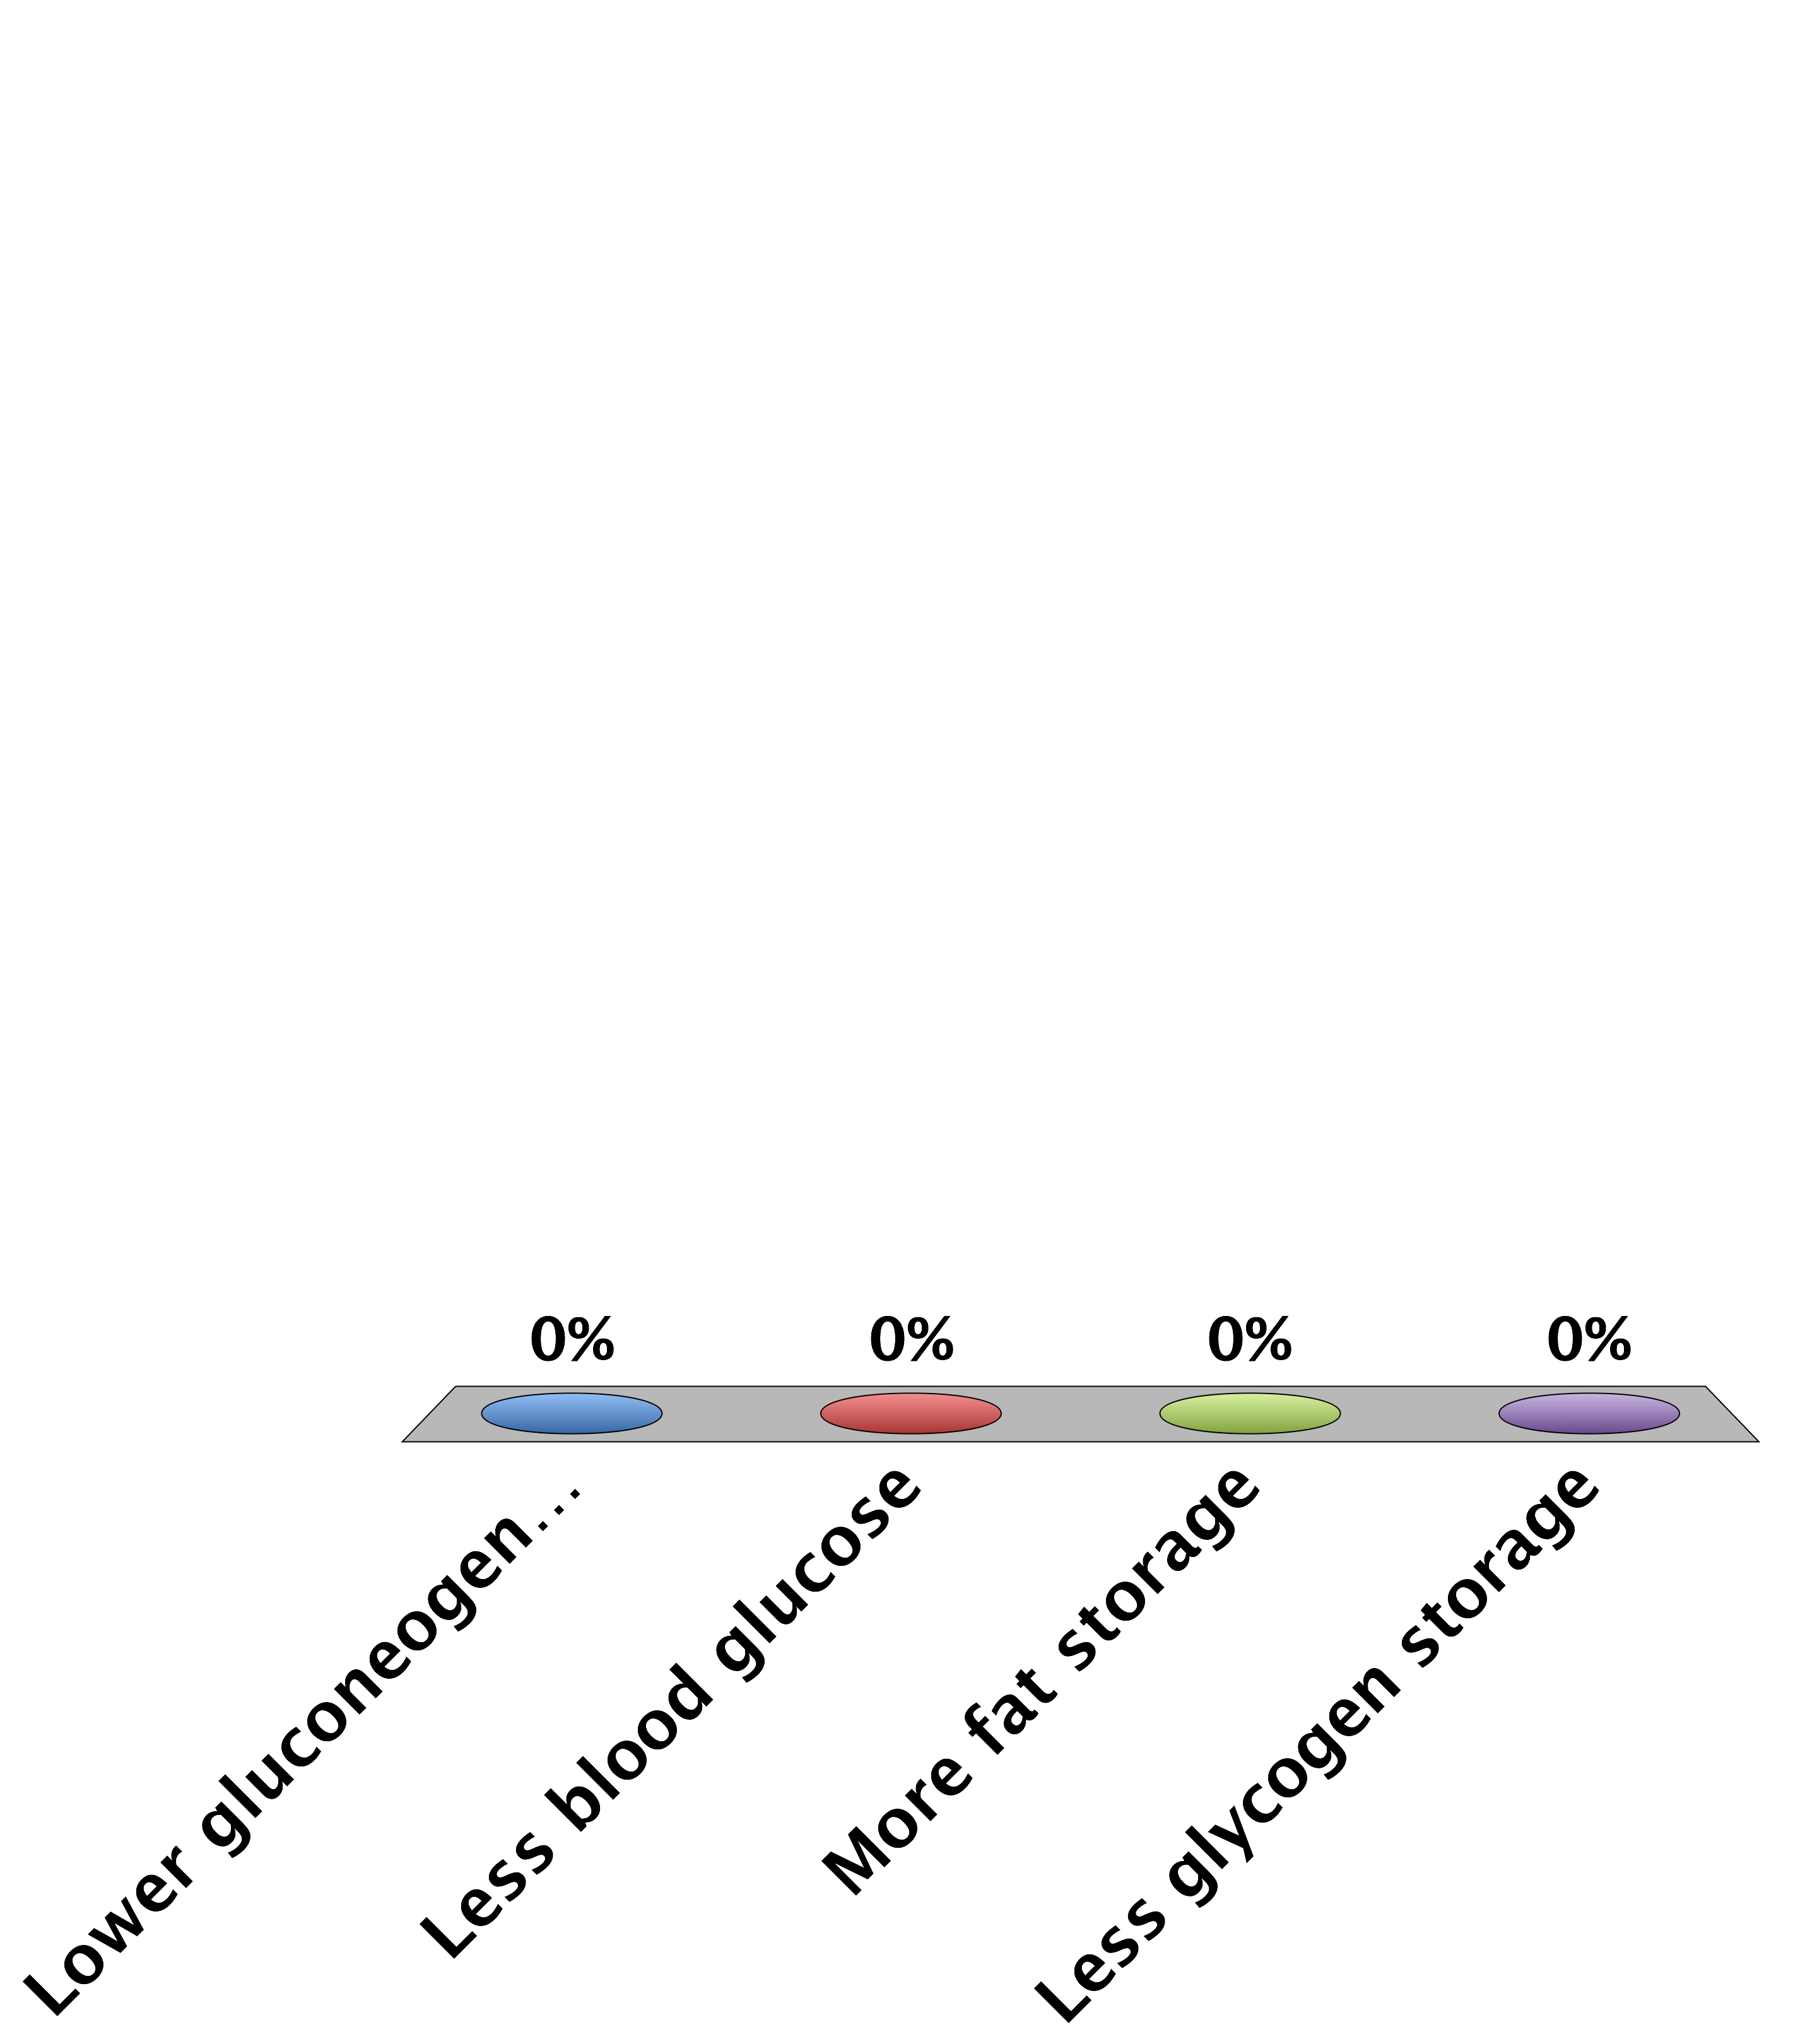 0%
0%
0%
0%
Lower gluconeogen...
Less blood glucose
More fat storage
Less glycogen storage